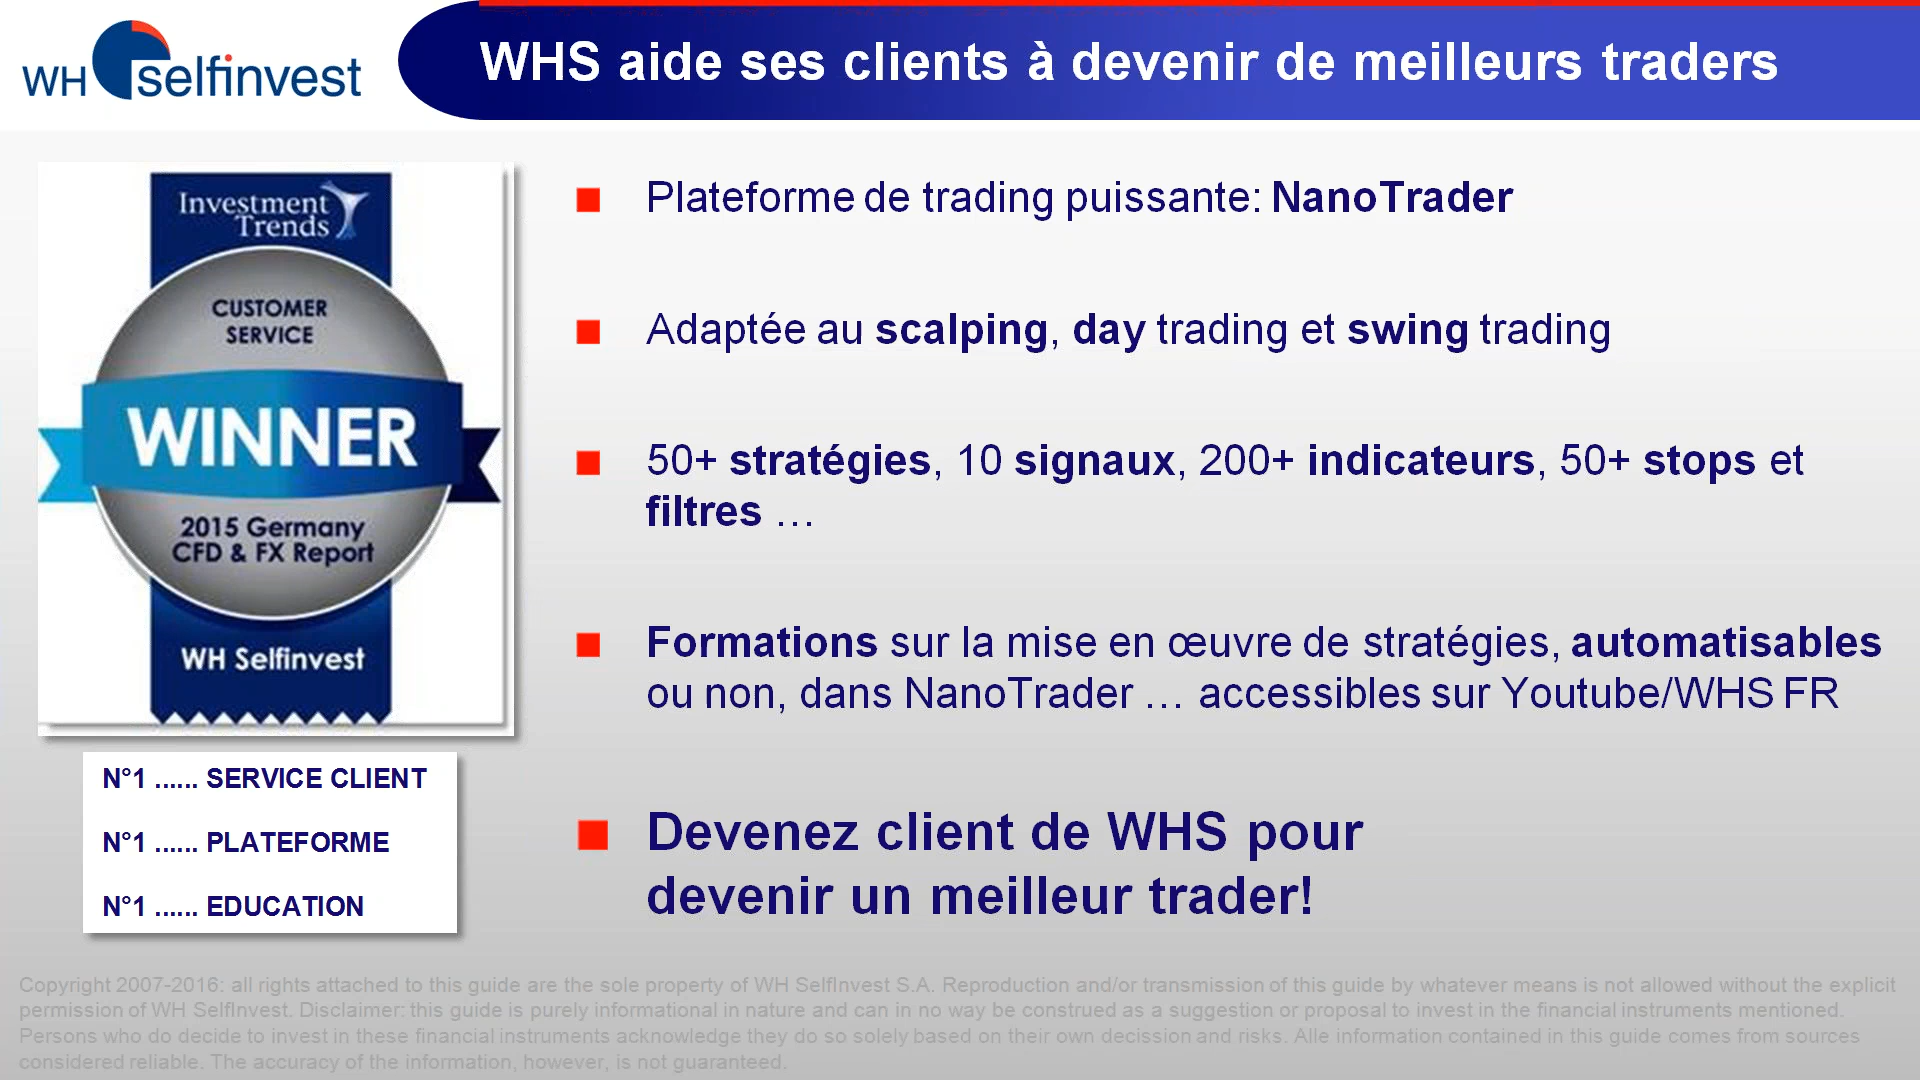 WH selfinvest
WHS aide ses clients à devenir de meilleurs traders
Investment
Trends
CUSTOMER
SERVICE
WINNER
2015 Germany
CFD & FX Report
WH Selfinvest
N°1 ...... SERVICE CLIENT
N°1 ...... PLATEFORME
N°1 ...... EDUCATION
Plateforme de trading puissante: NanoTrader
Adaptée au scalping, day trading et swing trading
50+ stratégies, 10 signaux, 200+ indicateurs, 50+ stops et
filtres …
Formations sur la mise en œuvre de stratégies, automatisables
ou non, dans NanoTrader … accessibles sur Youtube/WHS FR
Devenez client de WHS pour
devenir un meilleur trader!
Copyright 2007-2016: all rights attached to this guide are the sole property of WH SelfInvest S.A. Reproduction and/or transmission of this guide by whatever means is not allowed without the explicit
permission of WH SelfInvest. Disclaimer: this guide is purely informational in nature and can in no way be construed as a suggestion or proposal to invest in the financial instruments mentioned.
Persons who do decide to invest in these financial instruments acknowledge they do so solely based on their own decission and risks. Alle information contained in this guide comes from sources
considered reliable. The accuracy of the information, however, is not guaranteed.